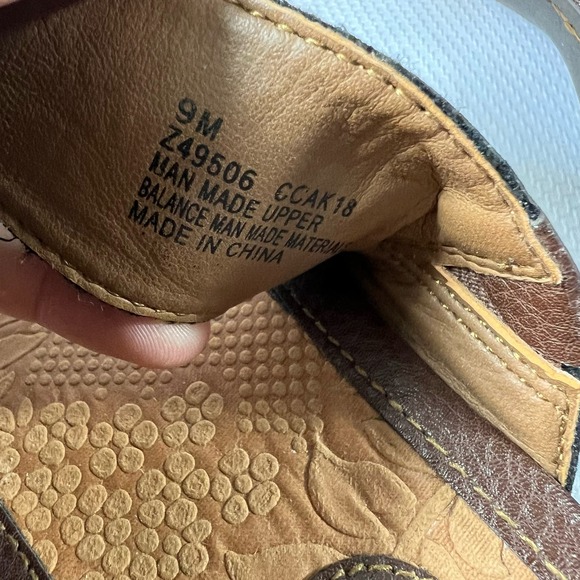 9M
Z49506 CCAK18
MAN MADE UPPER
BALANCE MAN MADE MATERIALS
MADE IN CHINA